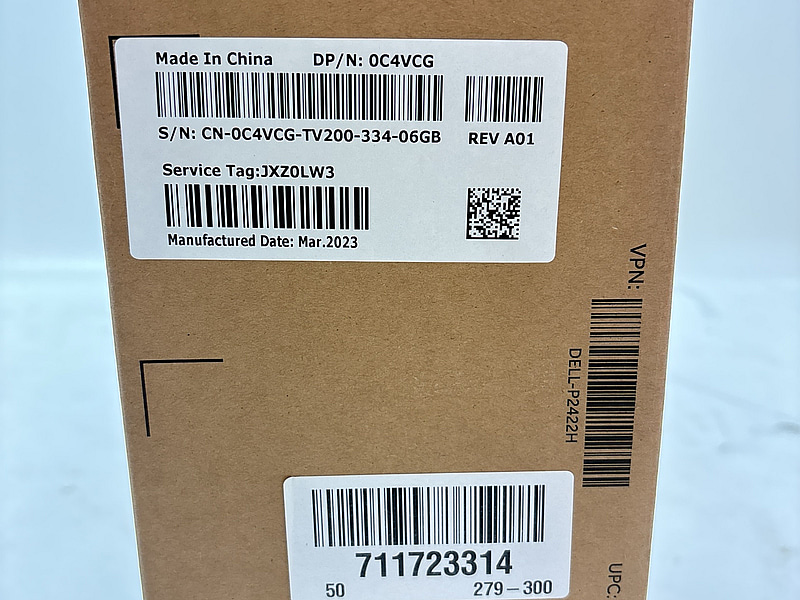 Made In China DP/N: 0C4VCG
S/N: CN-0C4VCG-TV200-334-06GB REV A01
Service Tag:JXZ0LW3
Manufactured Date: Mar.2023
VPN:
DELL-P2422H
711723314
50 279-300
UPC: